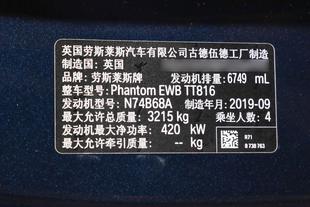 英国劳斯莱斯汽车有限公司古德伍德工厂制造
制造国: 英国
品牌: 劳斯莱斯牌 发动机排量: 6749 mL
整车型号: Phantom EWB TT816
发动机型号: N74B68A 制造年月: 2019-09
最大允许总质量: 3215 kg 乘坐人数: 4
发动机最大净功率: 420 kW R71
最大允许牵引质量: - kg 8 738 763